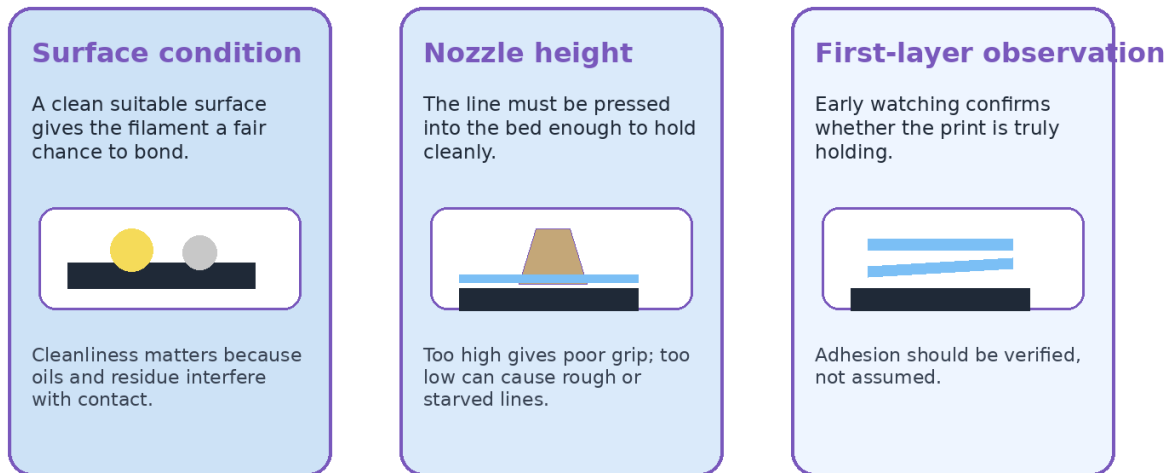 Surface condition
A clean suitable surface
gives the filament a fair
chance to bond.
Cleanliness matters because
oils and residue interfere
with contact.
Nozzle height
The line must be pressed
into the bed enough to hold
cleanly.
Too high gives poor grip; too
low can cause rough or
starved lines.
First-layer observation
Early watching confirms
whether the print is truly
holding.
Adhesion should be verified,
not assumed.